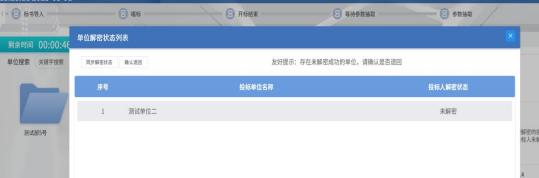 标书导入 唱标 开标结束 等待参数抽取 参数抽取
剩余时间 00:00:46
单位解密状态列表
单位搜索 关键字搜索
同步解密状态 确认退回 友好提示：存在未解密成功的单位，请确认是否退回
序号 投标单位名称 投标人解密状态
1 测试单位二 未解密
测试部5号